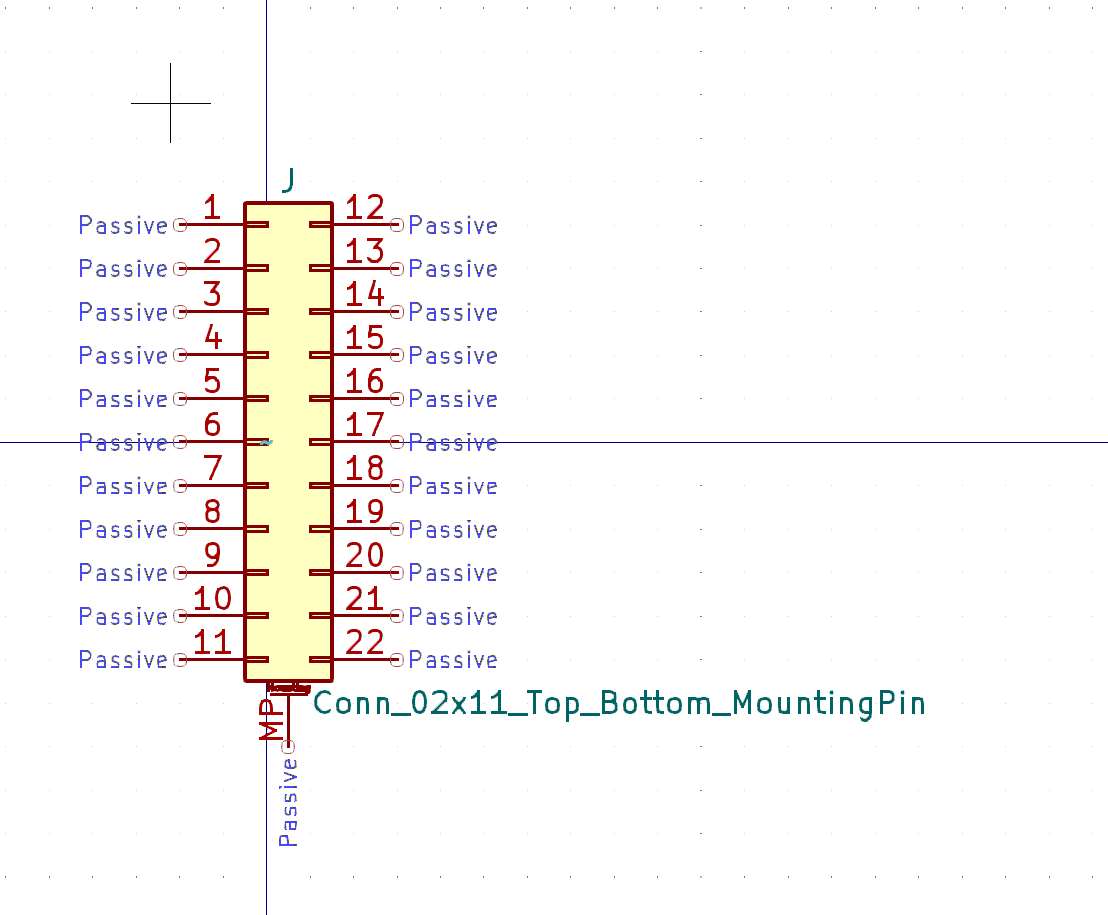 J
Passive 1 12 Passive
Passive 2 13 Passive
Passive 3 14 Passive
Passive 4 15 Passive
Passive 5 16 Passive
Passive 6 17 Passive
Passive 7 18 Passive
Passive 8 19 Passive
Passive 9 20 Passive
Passive 10 21 Passive
Passive 11 22 Passive
Mounting
MP Conn_02x11_Top_Bottom_MountingPin
Passive